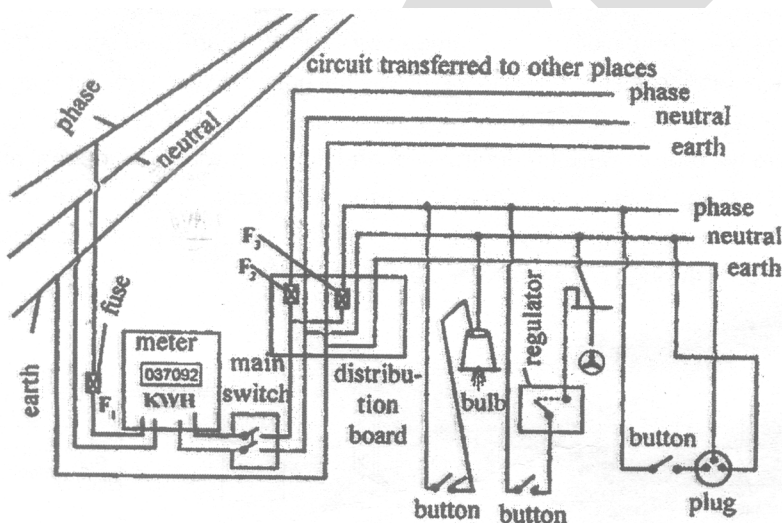 circuit transferred to other places
phase
neutral
earth
phase
neutral
phase
neutral
earth
F3
F2
fuse
meter
037092
KWH
F1
earth
main
switch
distribu-
tion
board
bulb
regulator
button
button
button
plug